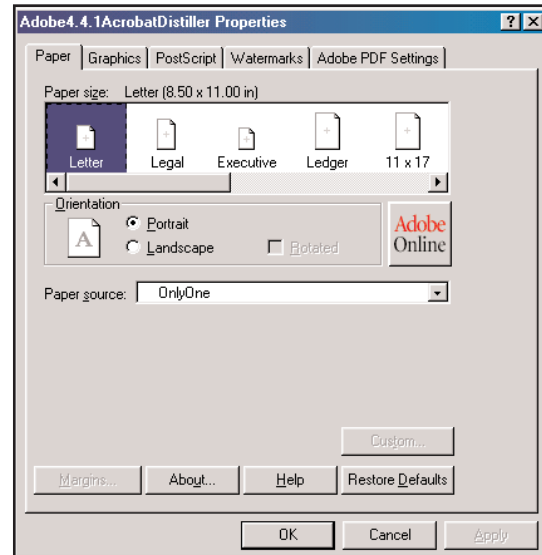 Adobe4.4.1AcrobatDistiller Properties ? ×
Paper Graphics PostScript Watermarks Adobe PDF Settings
Paper size: Letter (8.50 x 11.00 in)
Letter Legal Executive Ledger 11 x 17
Orientation
A
Portrait
Landscape
Rotated
Adobe
Online
Paper source: OnlyOne
Custom...
Margins... About... Help Restore Defaults
OK Cancel Apply